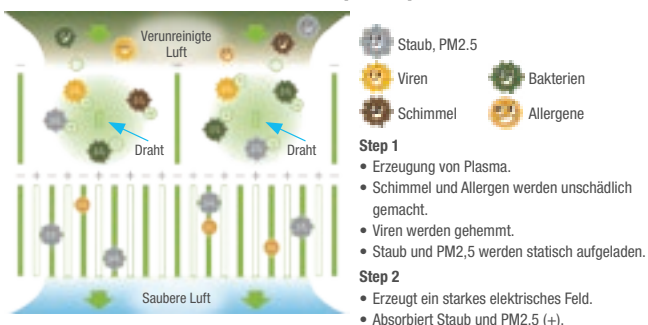 Verunreinigte
Luft
Draht
Draht
Saubere Luft
Staub, PM2.5
Viren
Bakterien
Schimmel
Allergene
Step 1
• Erzeugung von Plasma.
• Schimmel und Allergen werden unschädlich
gemacht.
• Viren werden gehemmt.
• Staub und PM2,5 werden statisch aufgeladen.
Step 2
• Erzeugt ein starkes elektrisches Feld.
• Absorbiert Staub und PM2.5 (+).